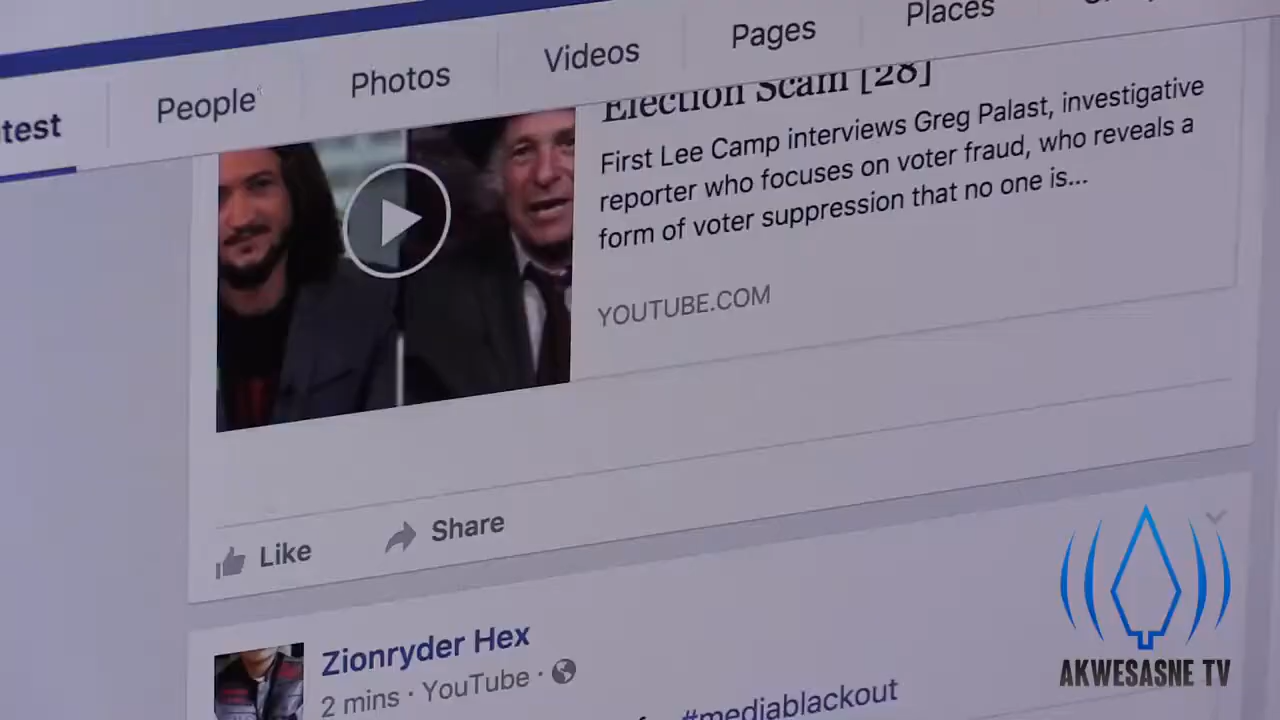 test People Photos Videos Pages Places
Election Scam [28]
First Lee Camp interviews Greg Palast, investigative
reporter who focuses on voter fraud, who reveals a
form of voter suppression that no one is...
YOUTUBE.COM
Like Share
Zionryder Hex
2 mins · YouTube ·
#mediablackout
AKWESASNE TV